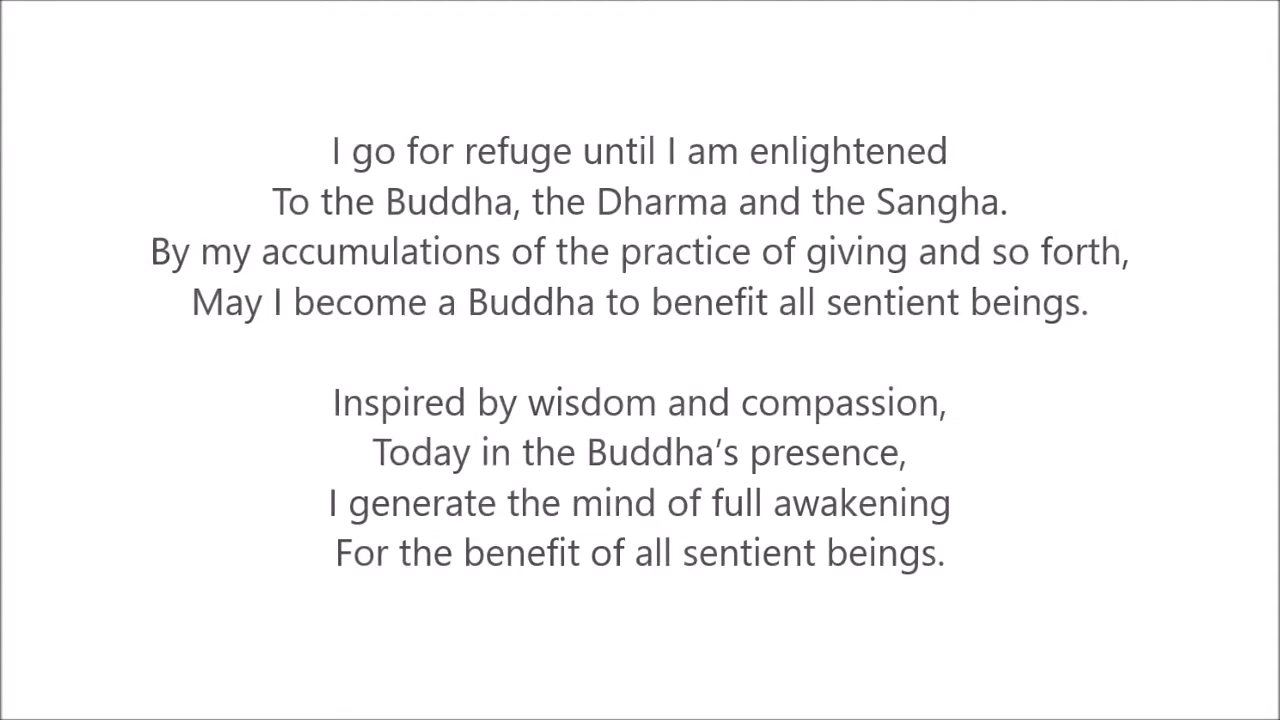 I go for refuge until I am enlightened
To the Buddha, the Dharma and the Sangha.
By my accumulations of the practice of giving and so forth,
May I become a Buddha to benefit all sentient beings.
Inspired by wisdom and compassion,
Today in the Buddha’s presence,
I generate the mind of full awakening
For the benefit of all sentient beings.